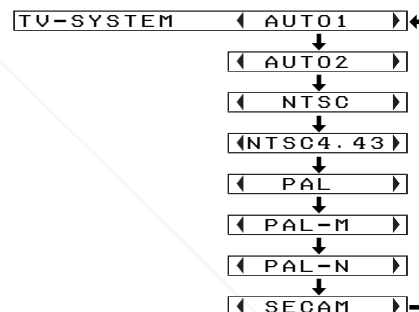 TV-SYSTEM AUTO1
AUTO2
NTSC
NTSC4.43
PAL
PAL-M
PAL-N
SECAM